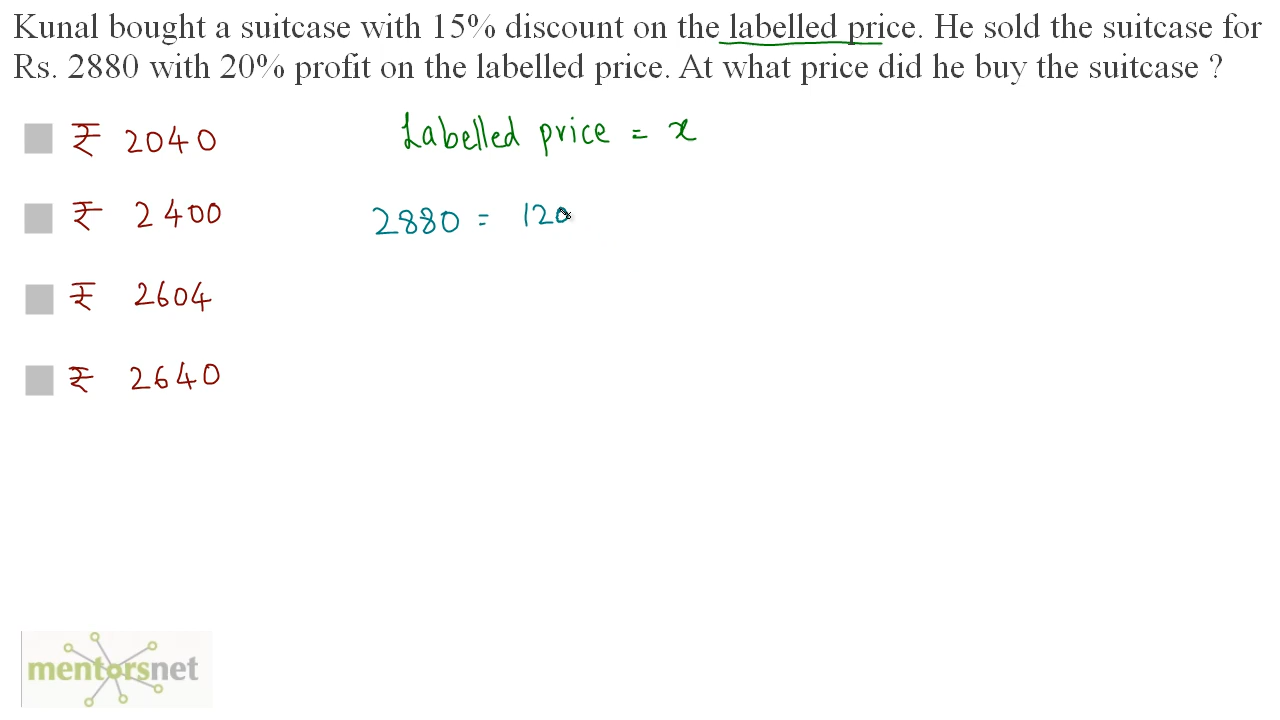 Kunal bought a suitcase with 15% discount on the labelled price. He sold the suitcase for
Rs. 2880 with 20% profit on the labelled price. At what price did he buy the suitcase ?
₹ 2040
Labelled price = x
₹ 2400
2880 = 120
₹ 2604
₹ 2640
mentorsnet